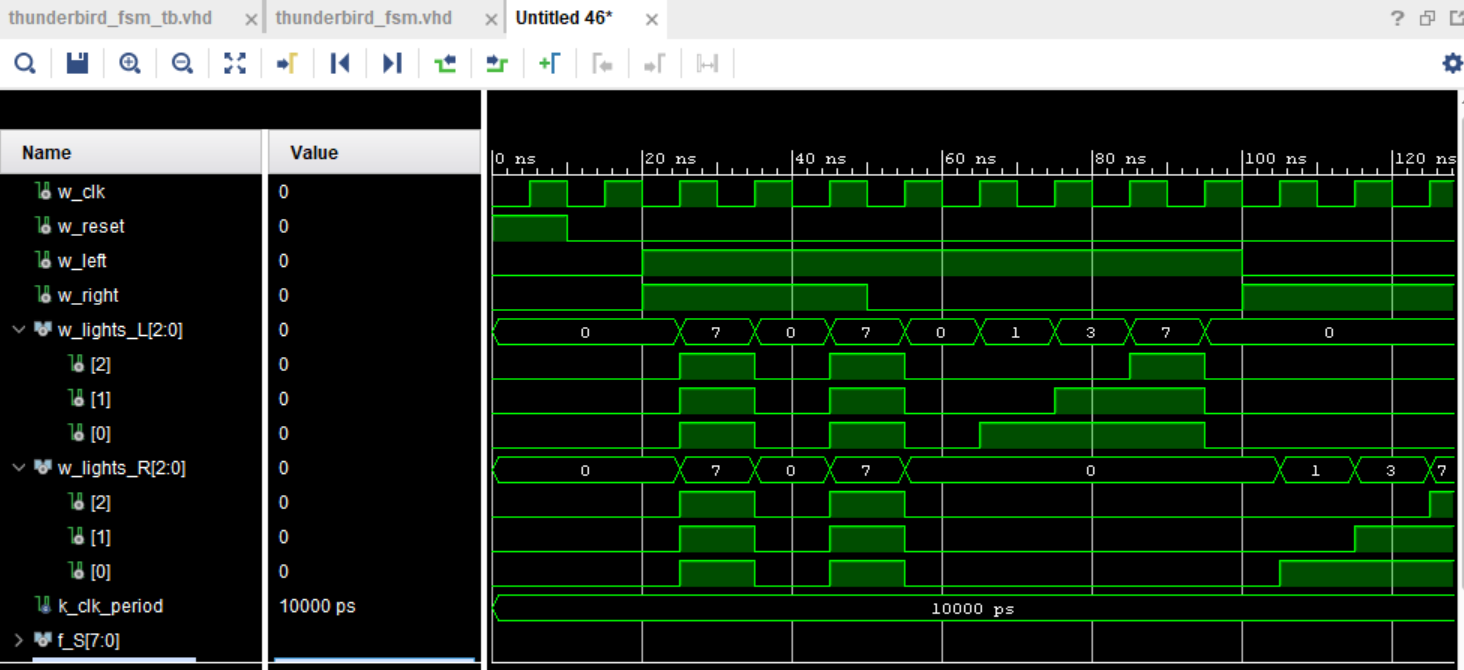 thunderbird_fsm_tb.vhd × thunderbird_fsm.vhd × Untitled 46* × ?
Name Value 0 ns 20 ns 40 ns 60 ns 80 ns 100 ns 120 ns
w_clk 0
w_reset 0
w_left 0
w_right 0
w_lights_L[2:0] 0 0 7 0 7 0 1 3 7 0
[2] 0
[1] 0
[0] 0
w_lights_R[2:0] 0 0 7 0 7 0 1 3 7
[2] 0
[1] 0
[0] 0
k_clk_period 10000 ps 10000 ps
f_S[7:0]